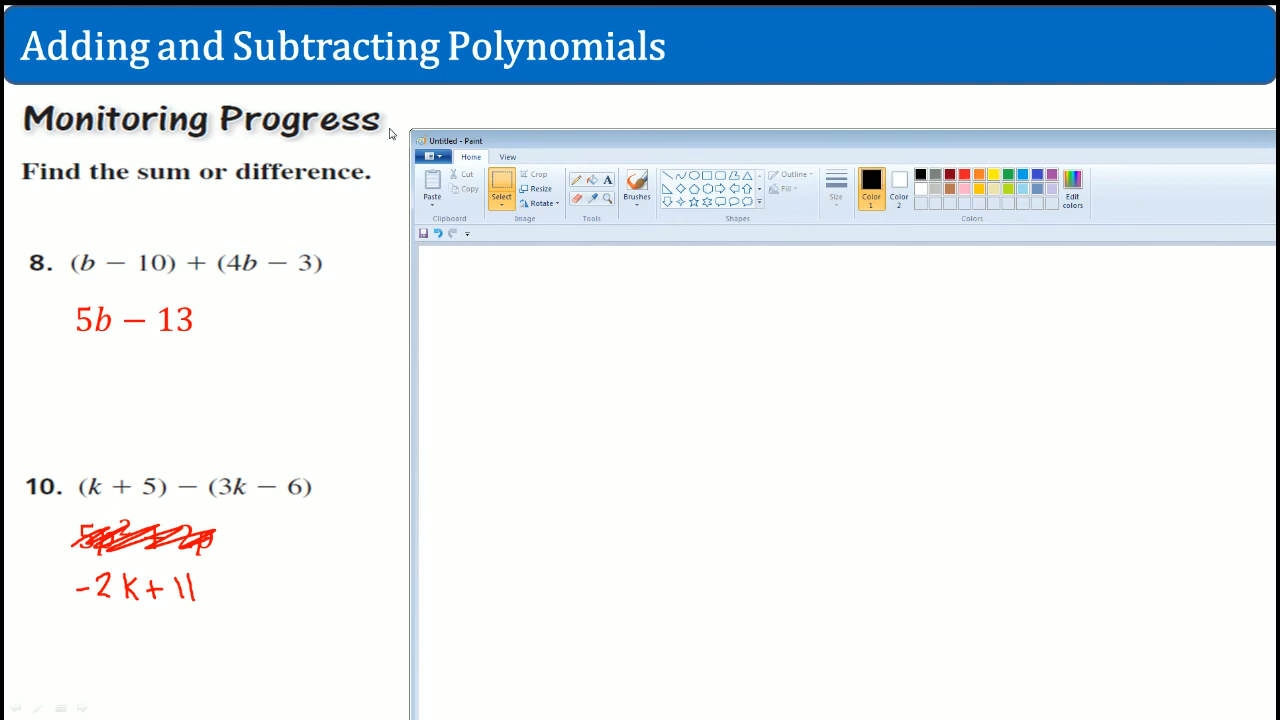 Adding and Subtracting Polynomials
Monitoring Progress
Find the sum or difference.
8. (b − 10) + (4b − 3)
5b − 13
10. (k + 5) − (3k − 6)
-2k+11
Untitled - Paint
Home View
Paste
Cut
Copy
Clipboard
Select
Crop
Resize
Rotate
Image
A
Tools
Brushes
Shapes
Outline
Fill
Size
Color 1
Color 2
Edit colors
Colors